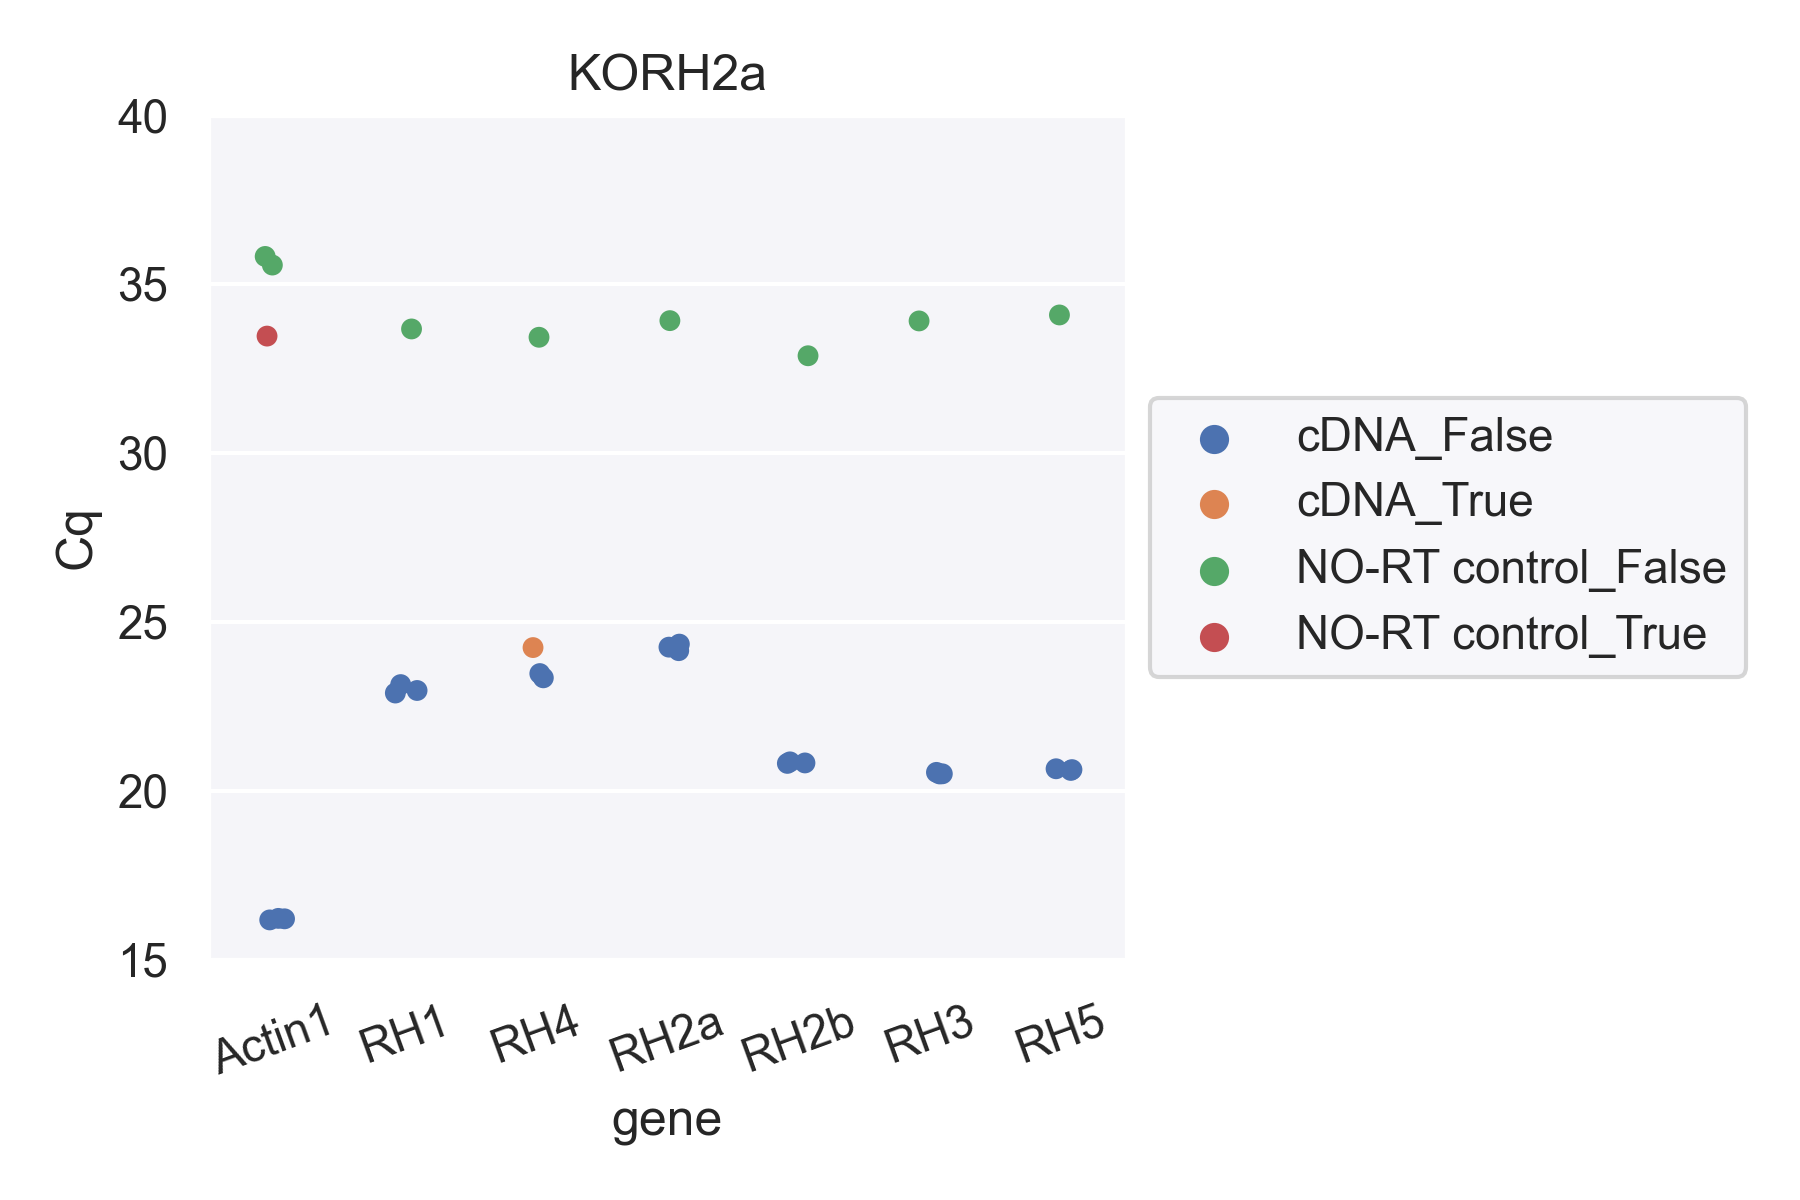 KORH2a
40
35
30
25
20
15
Cq
Actin1
RH1
RH4
RH2a
RH2b
RH3
RH5
gene
cDNA_False
cDNA_True
NO-RT control_False
NO-RT control_True